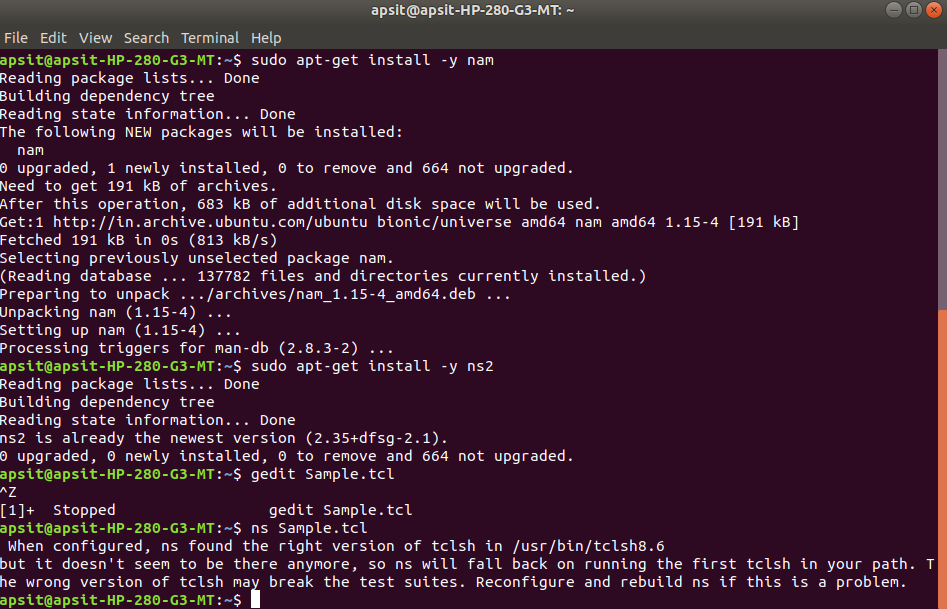 apsit@apsit-HP-280-G3-MT: ~
File Edit View Search Terminal Help
apsit@apsit-HP-280-G3-MT:~$ sudo apt-get install -y nam
Reading package lists... Done
Building dependency tree
Reading state information... Done
The following NEW packages will be installed:
  nam
0 upgraded, 1 newly installed, 0 to remove and 664 not upgraded.
Need to get 191 kB of archives.
After this operation, 683 kB of additional disk space will be used.
Get:1 http://in.archive.ubuntu.com/ubuntu bionic/universe amd64 nam amd64 1.15-4 [191 kB]
Fetched 191 kB in 0s (813 kB/s)
Selecting previously unselected package nam.
(Reading database ... 137782 files and directories currently installed.)
Preparing to unpack .../archives/nam_1.15-4_amd64.deb ...
Unpacking nam (1.15-4) ...
Setting up nam (1.15-4) ...
Processing triggers for man-db (2.8.3-2) ...
apsit@apsit-HP-280-G3-MT:~$ sudo apt-get install -y ns2
Reading package lists... Done
Building dependency tree
Reading state information... Done
ns2 is already the newest version (2.35+dfsg-2.1).
0 upgraded, 0 newly installed, 0 to remove and 664 not upgraded.
apsit@apsit-HP-280-G3-MT:~$ gedit Sample.tcl
^Z
[1]+  Stopped                 gedit Sample.tcl
apsit@apsit-HP-280-G3-MT:~$ ns Sample.tcl
 When configured, ns found the right version of tclsh in /usr/bin/tclsh8.6
but it doesn't seem to be there anymore, so ns will fall back on running the first tclsh in your path. T
he wrong version of tclsh may break the test suites. Reconfigure and rebuild ns if this is a problem.
apsit@apsit-HP-280-G3-MT:~$